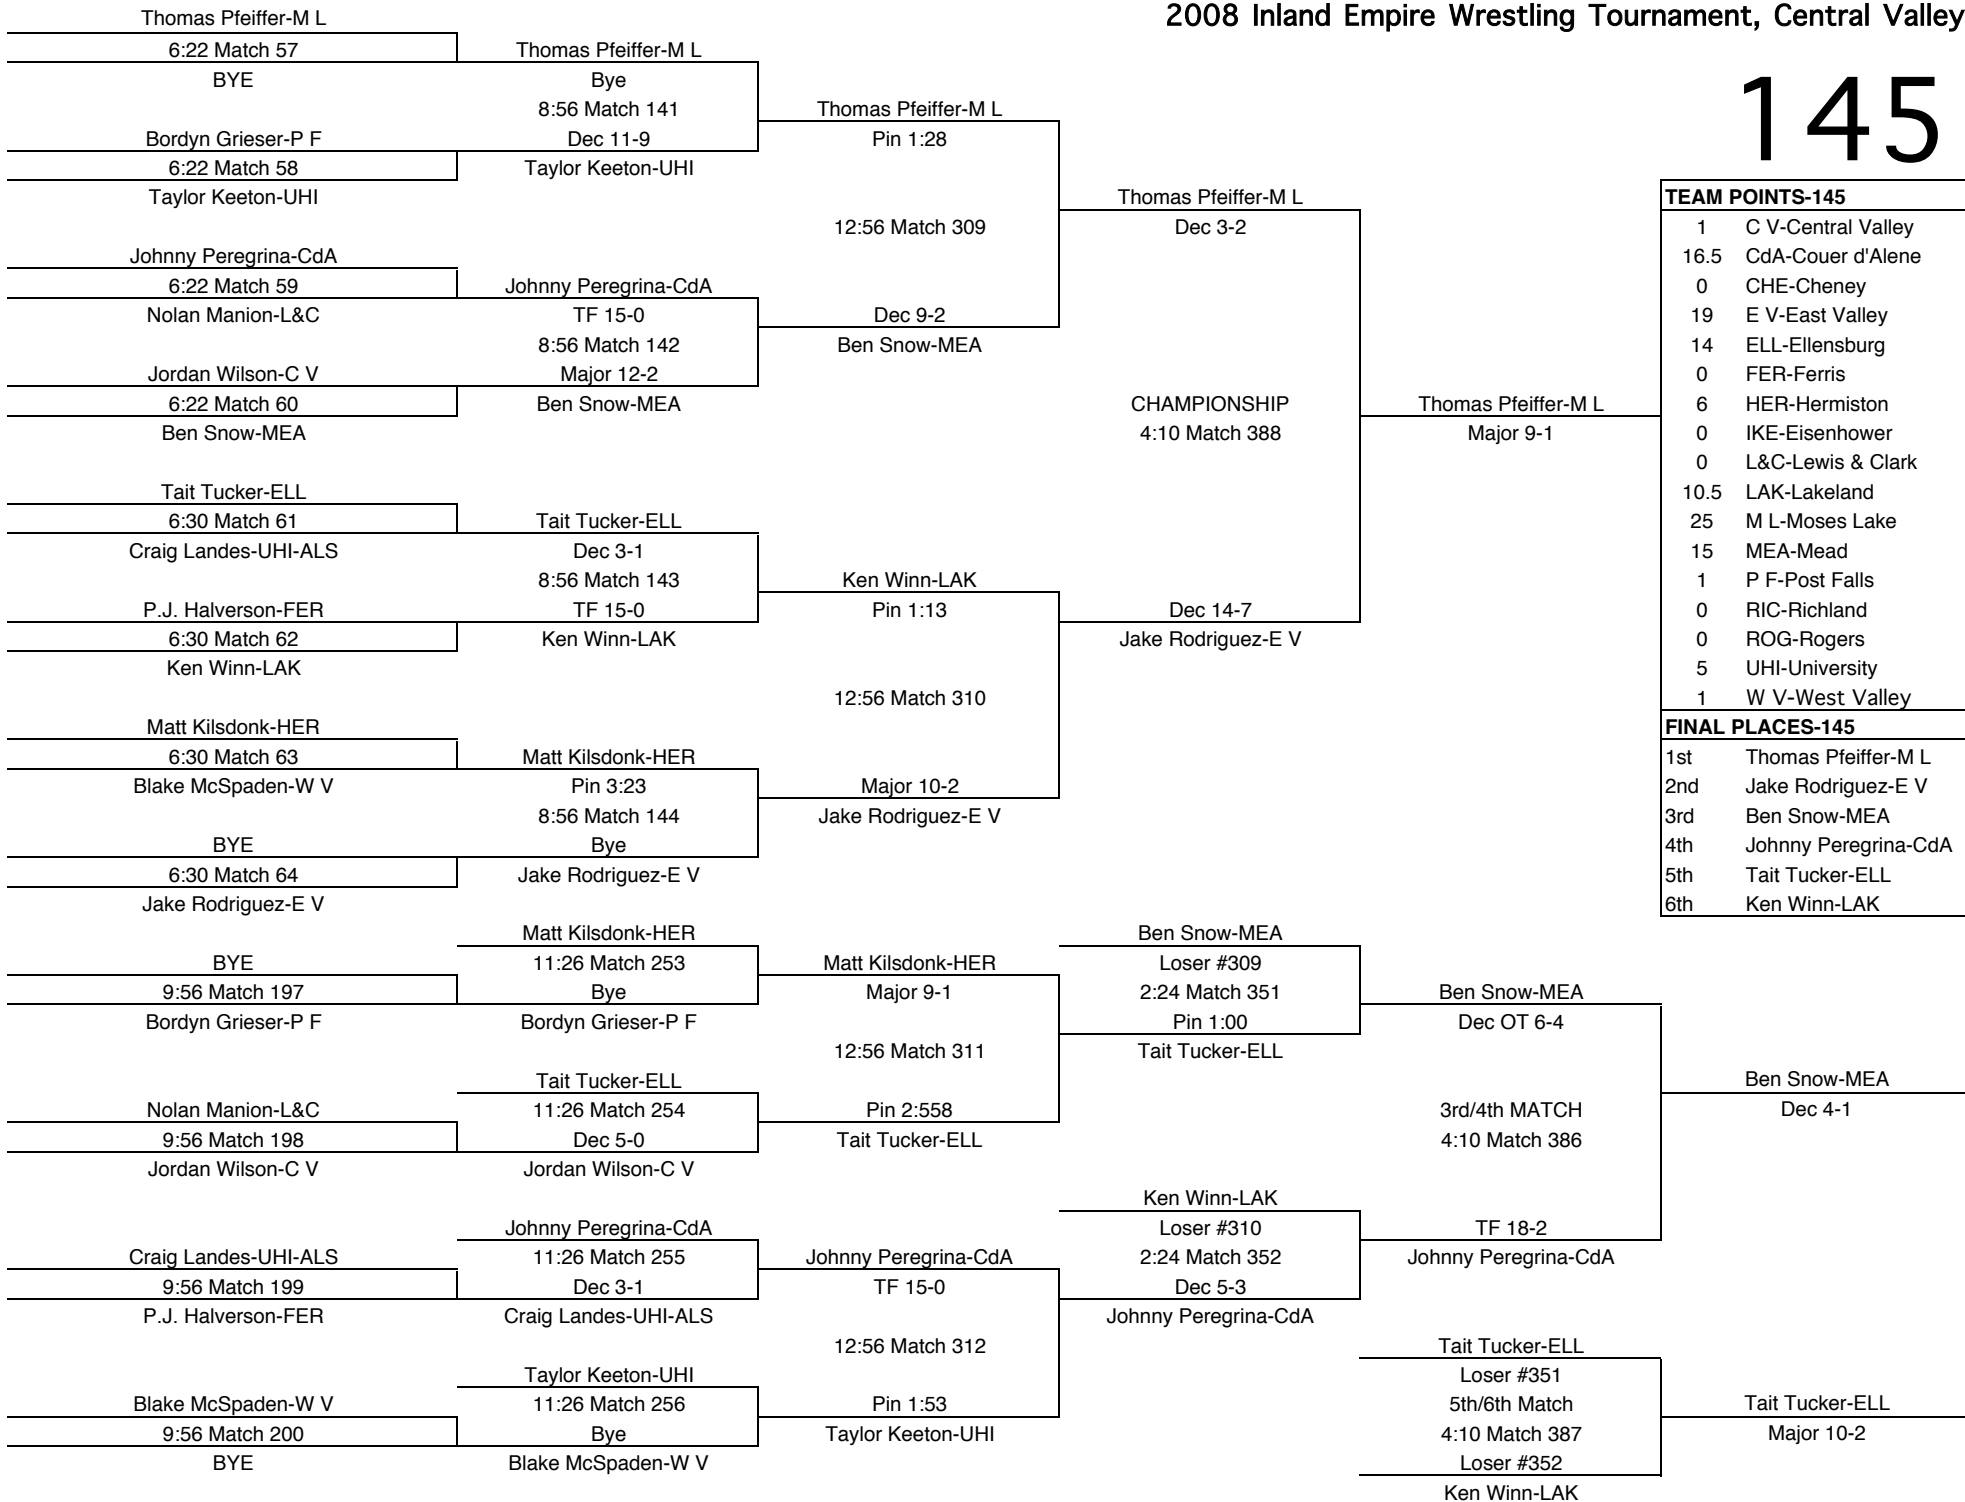 2008 Inland Empire Wrestling Tournament, Central Valley
145
Thomas Pfeiffer-M L
6:22 Match 57
BYE
Bordyn Grieser-P F
6:22 Match 58
Taylor Keeton-UHI
Johnny Peregrina-CdA
6:22 Match 59
Nolan Manion-L&C
Jordan Wilson-C V
6:22 Match 60
Ben Snow-MEA
Tait Tucker-ELL
6:30 Match 61
Craig Landes-UHI-ALS
P.J. Halverson-FER
6:30 Match 62
Ken Winn-LAK
Matt Kilsdonk-HER
6:30 Match 63
Blake McSpaden-W V
BYE
6:30 Match 64
Jake Rodriguez-E V
Thomas Pfeiffer-M L
Bye
8:56 Match 141
Dec 11-9
Taylor Keeton-UHI
Johnny Peregrina-CdA
TF 15-0
8:56 Match 142
Major 12-2
Ben Snow-MEA
Tait Tucker-ELL
Dec 3-1
8:56 Match 143
TF 15-0
Ken Winn-LAK
Matt Kilsdonk-HER
Pin 3:23
8:56 Match 144
Bye
Jake Rodriguez-E V
Thomas Pfeiffer-M L
Pin 1:28
12:56 Match 309
Dec 9-2
Ben Snow-MEA
Ken Winn-LAK
Pin 1:13
12:56 Match 310
Major 10-2
Jake Rodriguez-E V
Thomas Pfeiffer-M L
Dec 3-2
CHAMPIONSHIP
4:10 Match 388
Dec 14-7
Jake Rodriguez-E V
Thomas Pfeiffer-M L
Major 9-1
TEAM POINTS-145
1 C V-Central Valley
16.5 CdA-Couer d'Alene
0 CHE-Cheney
19 E V-East Valley
14 ELL-Ellensburg
0 FER-Ferris
6 HER-Hermiston
0 IKE-Eisenhower
0 L&C-Lewis & Clark
10.5 LAK-Lakeland
25 M L-Moses Lake
15 MEA-Mead
1 P F-Post Falls
0 RIC-Richland
0 ROG-Rogers
5 UHI-University
1 W V-West Valley
FINAL PLACES-145
1st Thomas Pfeiffer-M L
2nd Jake Rodriguez-E V
3rd Ben Snow-MEA
4th Johnny Peregrina-CdA
5th Tait Tucker-ELL
6th Ken Winn-LAK
BYE
9:56 Match 197
Bordyn Grieser-P F
Nolan Manion-L&C
9:56 Match 198
Jordan Wilson-C V
Craig Landes-UHI-ALS
9:56 Match 199
P.J. Halverson-FER
Blake McSpaden-W V
9:56 Match 200
BYE
Matt Kilsdonk-HER
11:26 Match 253
Bye
Bordyn Grieser-P F
Tait Tucker-ELL
11:26 Match 254
Dec 5-0
Jordan Wilson-C V
Johnny Peregrina-CdA
11:26 Match 255
Dec 3-1
Craig Landes-UHI-ALS
Taylor Keeton-UHI
11:26 Match 256
Bye
Blake McSpaden-W V
Matt Kilsdonk-HER
Major 9-1
12:56 Match 311
Pin 2:558
Tait Tucker-ELL
Johnny Peregrina-CdA
TF 15-0
12:56 Match 312
Pin 1:53
Taylor Keeton-UHI
Ben Snow-MEA
Loser #309
2:24 Match 351
Pin 1:00
Tait Tucker-ELL
Ken Winn-LAK
Loser #310
2:24 Match 352
Dec 5-3
Johnny Peregrina-CdA
Ben Snow-MEA
Dec OT 6-4
3rd/4th MATCH
4:10 Match 386
TF 18-2
Johnny Peregrina-CdA
Ben Snow-MEA
Dec 4-1
Tait Tucker-ELL
Loser #351
5th/6th Match
4:10 Match 387
Loser #352
Ken Winn-LAK
Tait Tucker-ELL
Major 10-2